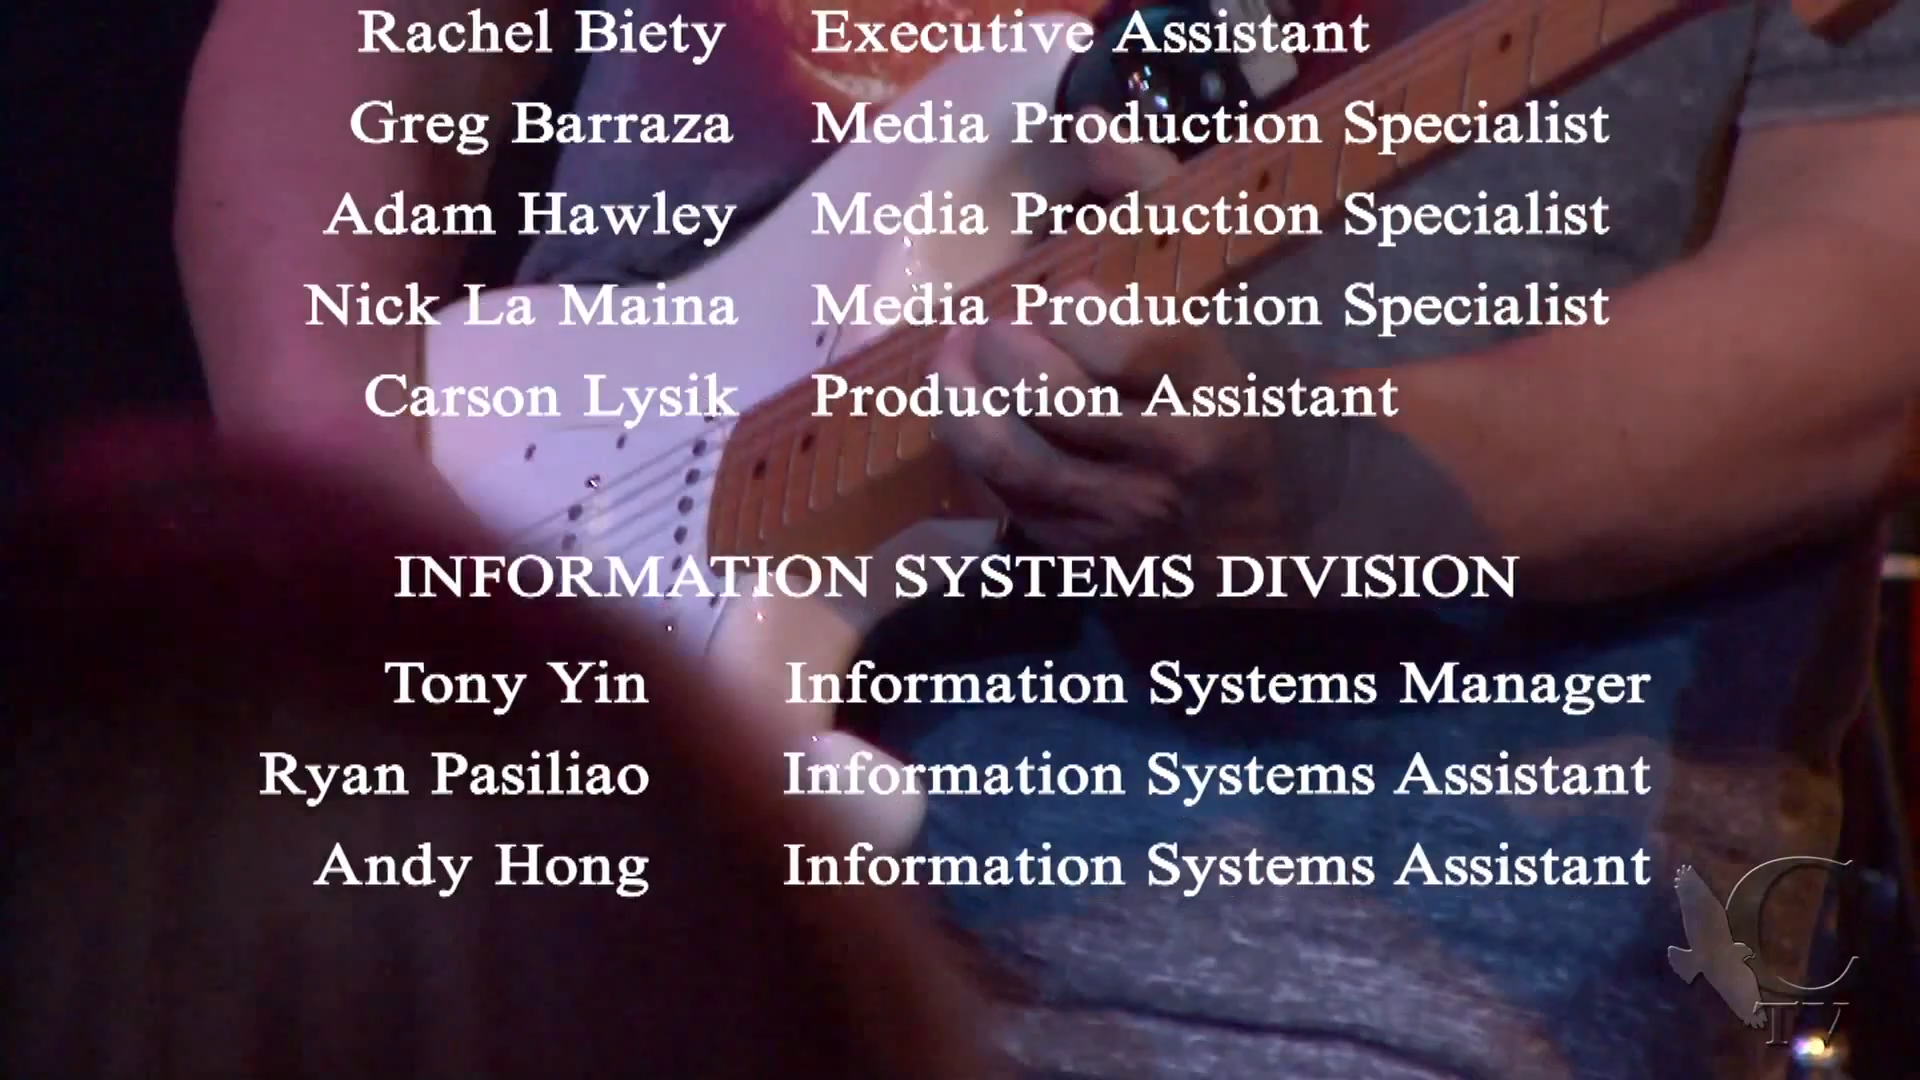 Rachel Biety Executive Assistant
Greg Barraza Media Production Specialist
Adam Hawley Media Production Specialist
Nick La Maina Media Production Specialist
Carson Lysik Production Assistant
INFORMATION SYSTEMS DIVISION
Tony Yin Information Systems Manager
Ryan Pasiliao Information Systems Assistant
Andy Hong Information Systems Assistant
C
TV